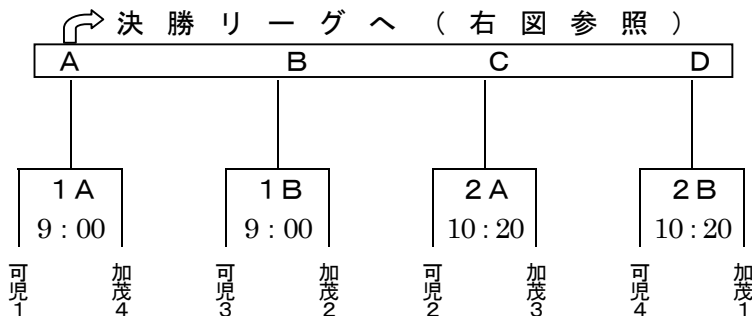 決勝リーグへ（右図参照）
A B C D
1A 1B 2A 2B
9:00 9:00 10:20 10:20
可児1 加茂4 可児3 加茂2 可児2 加茂3 可児4 加茂1